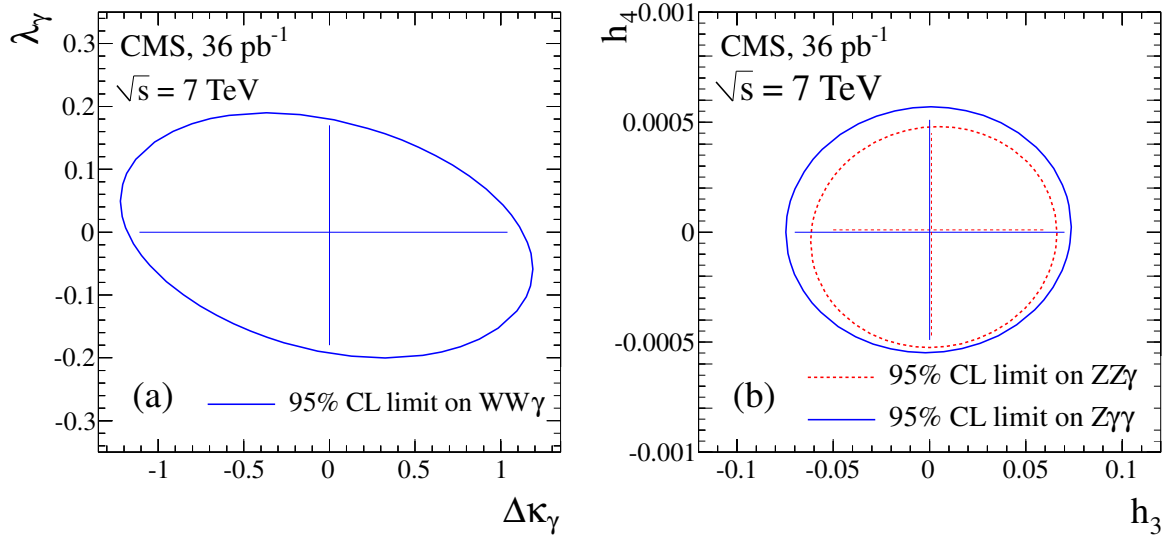 λγ
0.3
0.2
0.1
0
-0.1
-0.2
-0.3
CMS, 36 pb⁻¹
√s = 7 TeV
(a)
95% CL limit on WWγ
-1 -0.5 0 0.5 1
Δκγ
h₄
0.001
0.0005
0
-0.0005
-0.001
CMS, 36 pb⁻¹
√s = 7 TeV
(b)
95% CL limit on ZZγ
95% CL limit on Zγγ
-0.1 -0.05 0 0.05 0.1
h₃